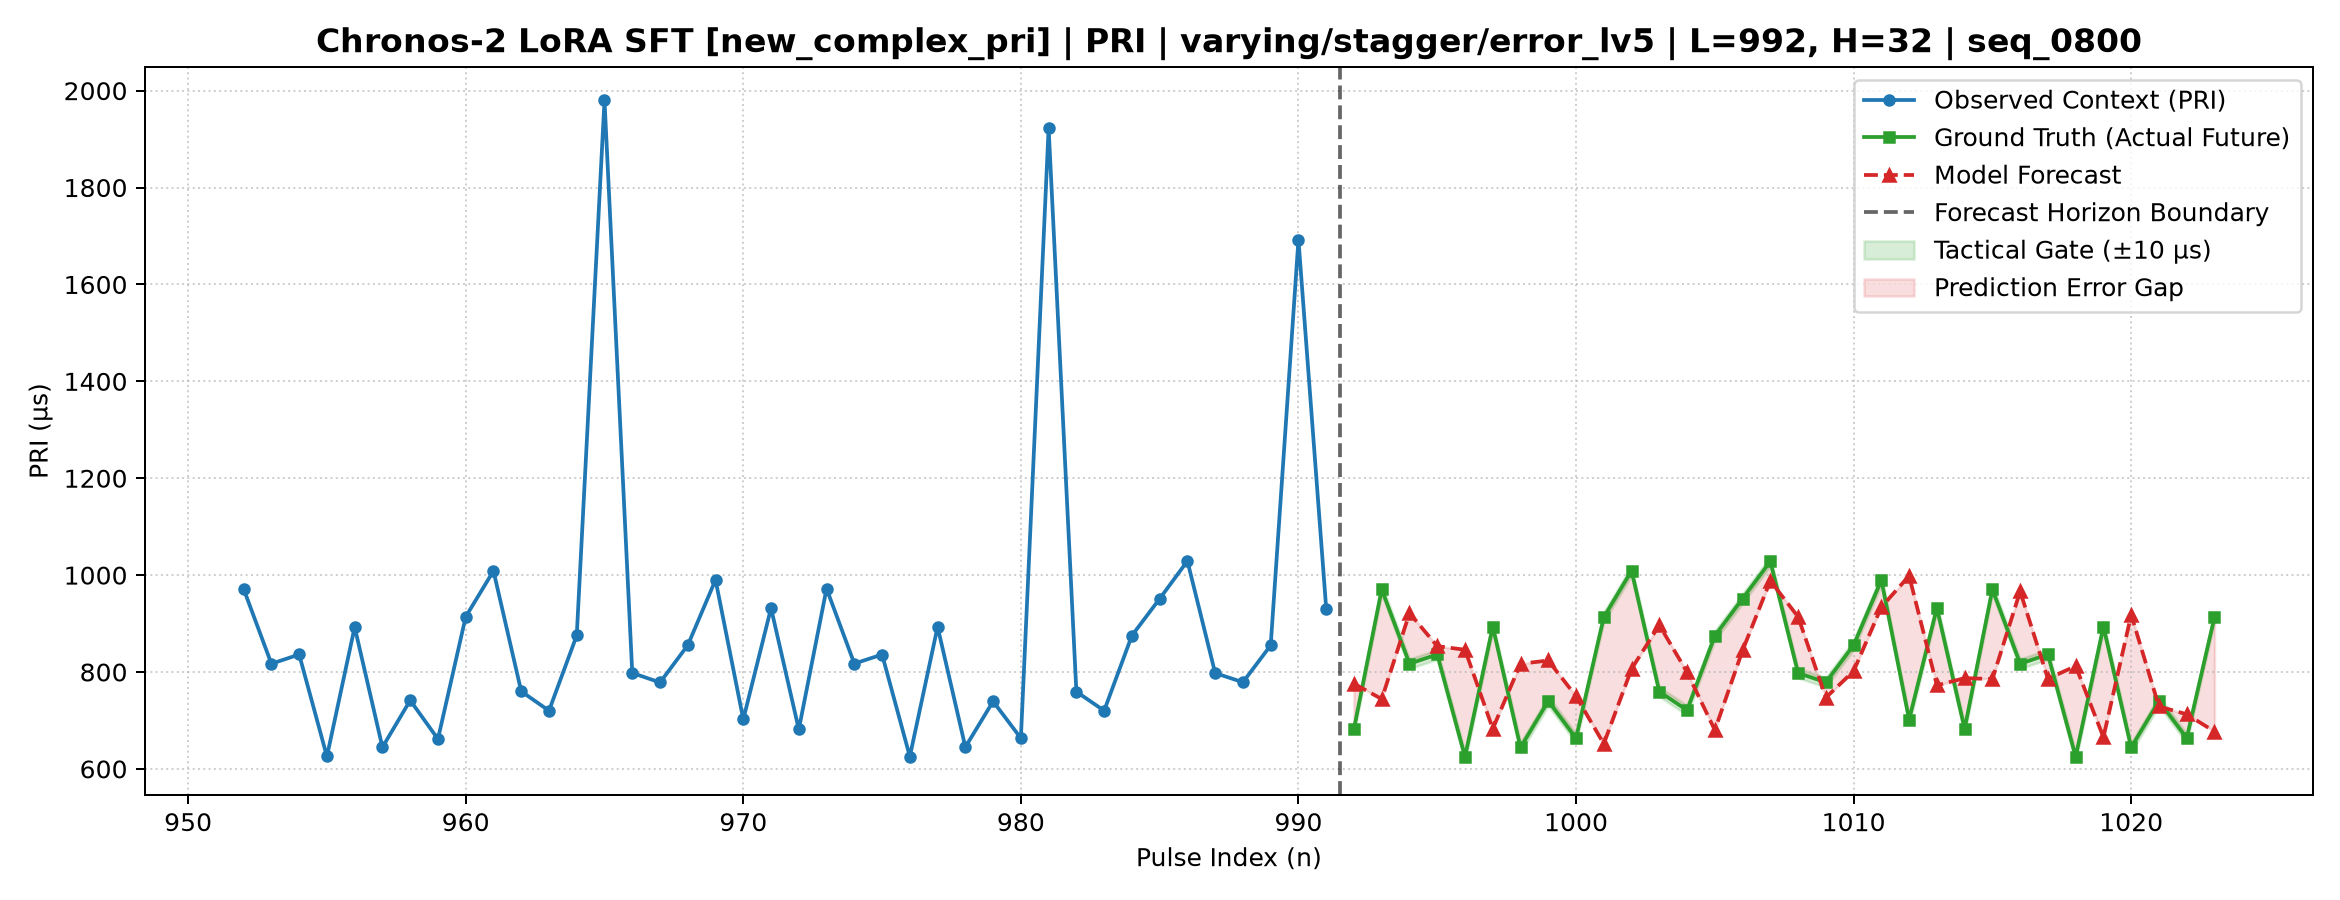 Chronos-2 LoRA SFT [new_complex_pri] | PRI | varying/stagger/error_lv5 | L=992, H=32 | seq_0800
Observed Context (PRI)
Ground Truth (Actual Future)
Model Forecast
Forecast Horizon Boundary
Tactical Gate (±10 µs)
Prediction Error Gap
PRI (µs)
2000
1800
1600
1400
1200
1000
800
600
950 960 970 980 990 1000 1010 1020
Pulse Index (n)